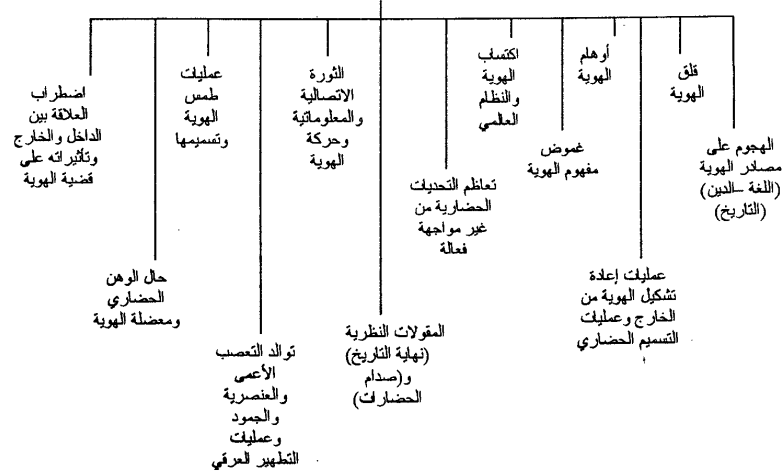 الهجوم على
مصادر الهوية
(اللغة –الدين)
(التاريخ)
قلق
الهوية
عمليات إعادة
تشكيل الهوية من
الخارج وعمليات
التسميم الحضاري
أوهام
الهوية
غموض
مفهوم الهوية
اكتساب
الهوية
والنظام
العالمي
تعاظم التحديات
الحضارية من
غير مواجهة
فعالة
المقولات النظرية
(نهاية التاريخ)
و(صدام
الحضارات)
الثورة
الاتصالية
والمعلوماتية
وحركة
الهوية
توالد التعصب
الأعمى
والعنصرية
والجمود
وعمليات
التطهير العرقي
عمليات
طمس
الهوية
وتسميمها
حال الوهن
الحضاري
ومعضلة الهوية
اضطراب
العلاقة بين
الداخل والخارج
وتأثيراته على
قضية الهوية